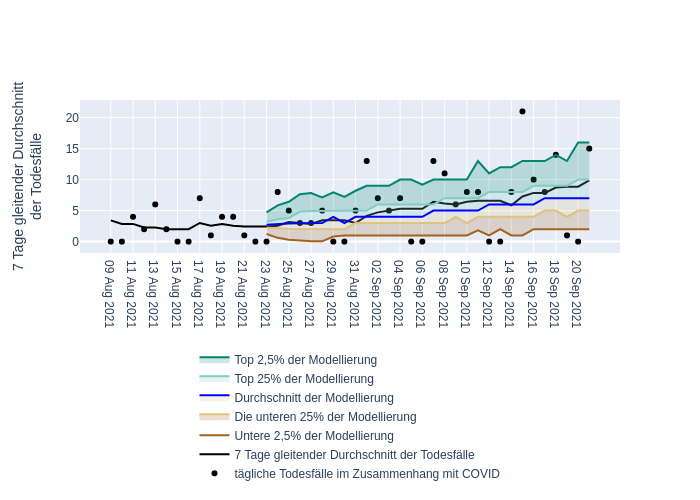 7 Tage gleitender Durchschnitt
der Todesfälle
20
15
10
5
0
09 Aug 2021
11 Aug 2021
13 Aug 2021
15 Aug 2021
17 Aug 2021
19 Aug 2021
21 Aug 2021
23 Aug 2021
25 Aug 2021
27 Aug 2021
29 Aug 2021
31 Aug 2021
02 Sep 2021
04 Sep 2021
06 Sep 2021
08 Sep 2021
10 Sep 2021
12 Sep 2021
14 Sep 2021
16 Sep 2021
18 Sep 2021
20 Sep 2021
Top 2,5% der Modellierung
Top 25% der Modellierung
Durchschnitt der Modellierung
Die unteren 25% der Modellierung
Untere 2,5% der Modellierung
7 Tage gleitender Durchschnitt der Todesfälle
tägliche Todesfälle im Zusammenhang mit COVID